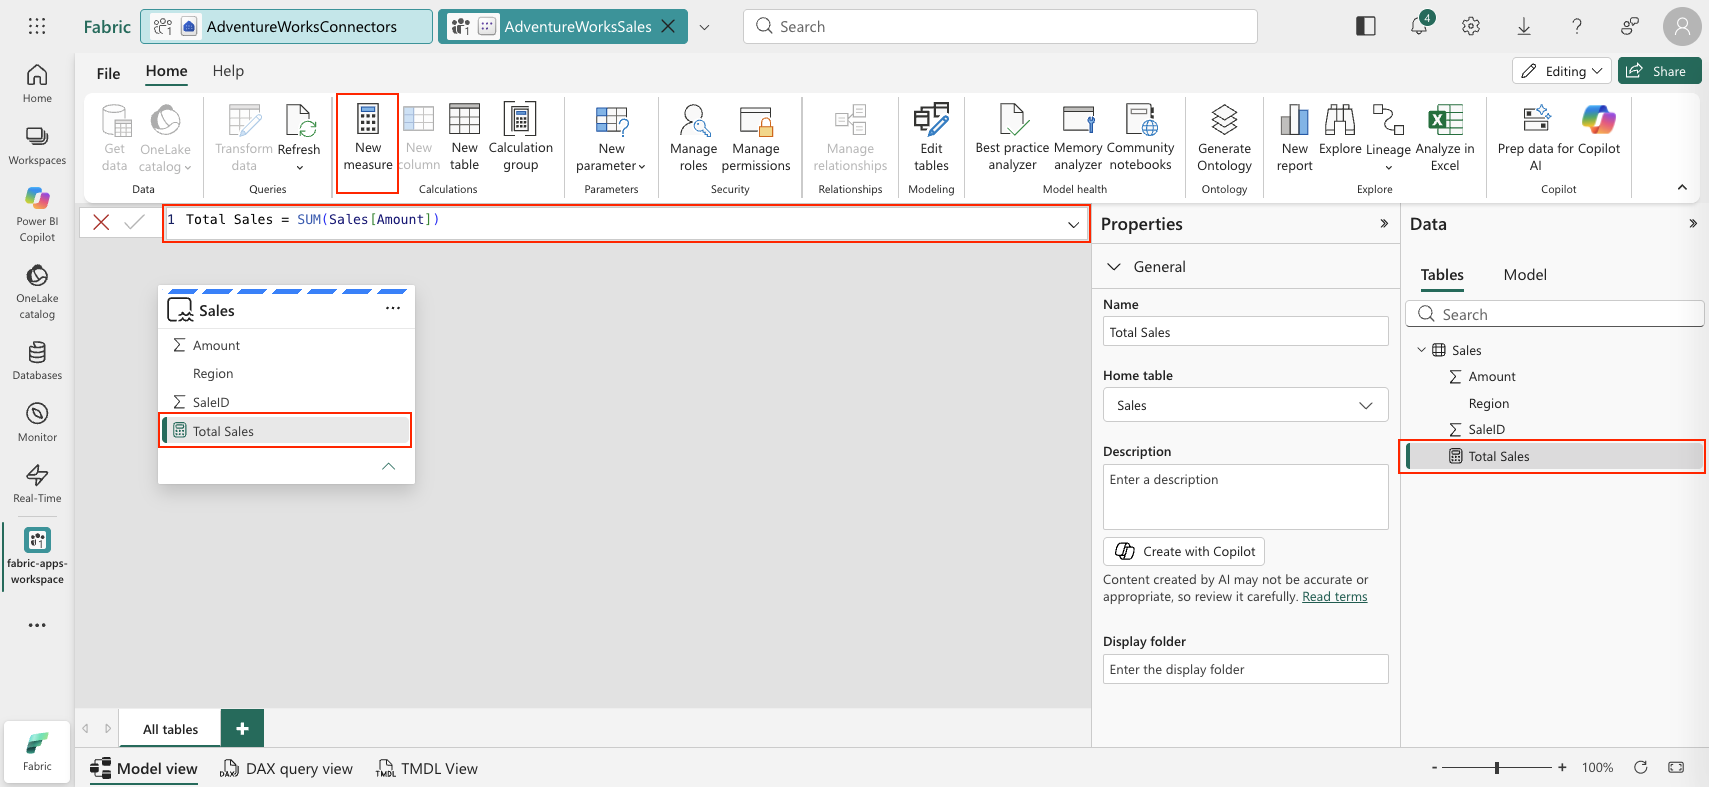 Fabric
AdventureWorksConnectors
AdventureWorksSales
Search
4
File
Home
Help
Editing
Share
Home
Workspaces
Power BI
Copilot
OneLake
catalog
Databases
Monitor
Real-Time
fabric-apps-
workspace
Fabric
Get
data
OneLake
catalog
Data
Transform
data
Refresh
Queries
New
measure
New
column
New
table
Calculation
group
Calculations
New
parameter
Parameters
Manage
roles
Manage
permissions
Security
Manage
relationships
Relationships
Edit
tables
Modeling
Best practice
analyzer
Memory
analyzer
Community
notebooks
Model health
Generate
Ontology
Ontology
New
report
Explore
Lineage
Analyze in
Excel
Explore
Prep data for
AI
Copilot
Copilot
1 Total Sales = SUM(Sales[Amount])
Sales
Amount
Region
SaleID
Total Sales
Properties
General
Name
Total Sales
Home table
Sales
Description
Enter a description
Create with Copilot
Content created by AI may not be accurate or
appropriate, so review it carefully. Read terms
Display folder
Enter the display folder
Data
Tables
Model
Search
Sales
Amount
Region
SaleID
Total Sales
All tables
+
Model view
DAX
DAX query view
TMDL
TMDL View
- + 100%